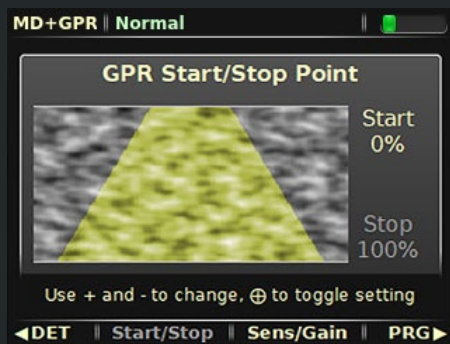 MD+GPR Normal
GPR Start/Stop Point
Start
0%
Stop
100%
Use + and - to change, ⊕ to toggle setting
◀DET Start/Stop Sens/Gain PRG▶